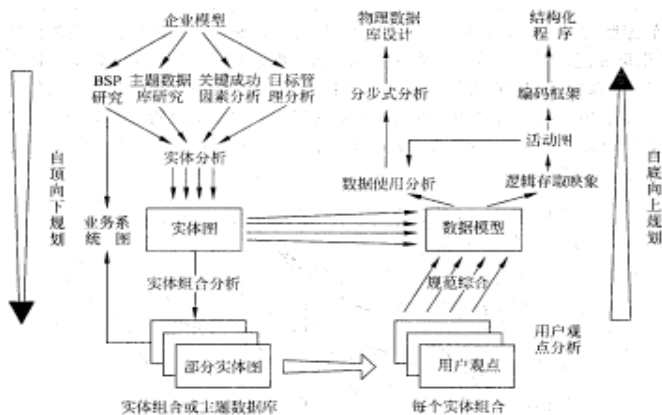 企业模型
物理数据
库设计
结构化
程 序
BSP
研究
主题数据
库研究
关键成功
因素分析
目标管
理分析
分步式分析
编码框架
自顶向下规划
自底向上规划
实体分析
活动图
数据使用分析
逻辑存取映象
业务系
统 图
实体图
数据模型
实体组合分析
规范综合
部分实体图
用户观点
用户观
点分析
实体组合或主题数据库
每个实体组合